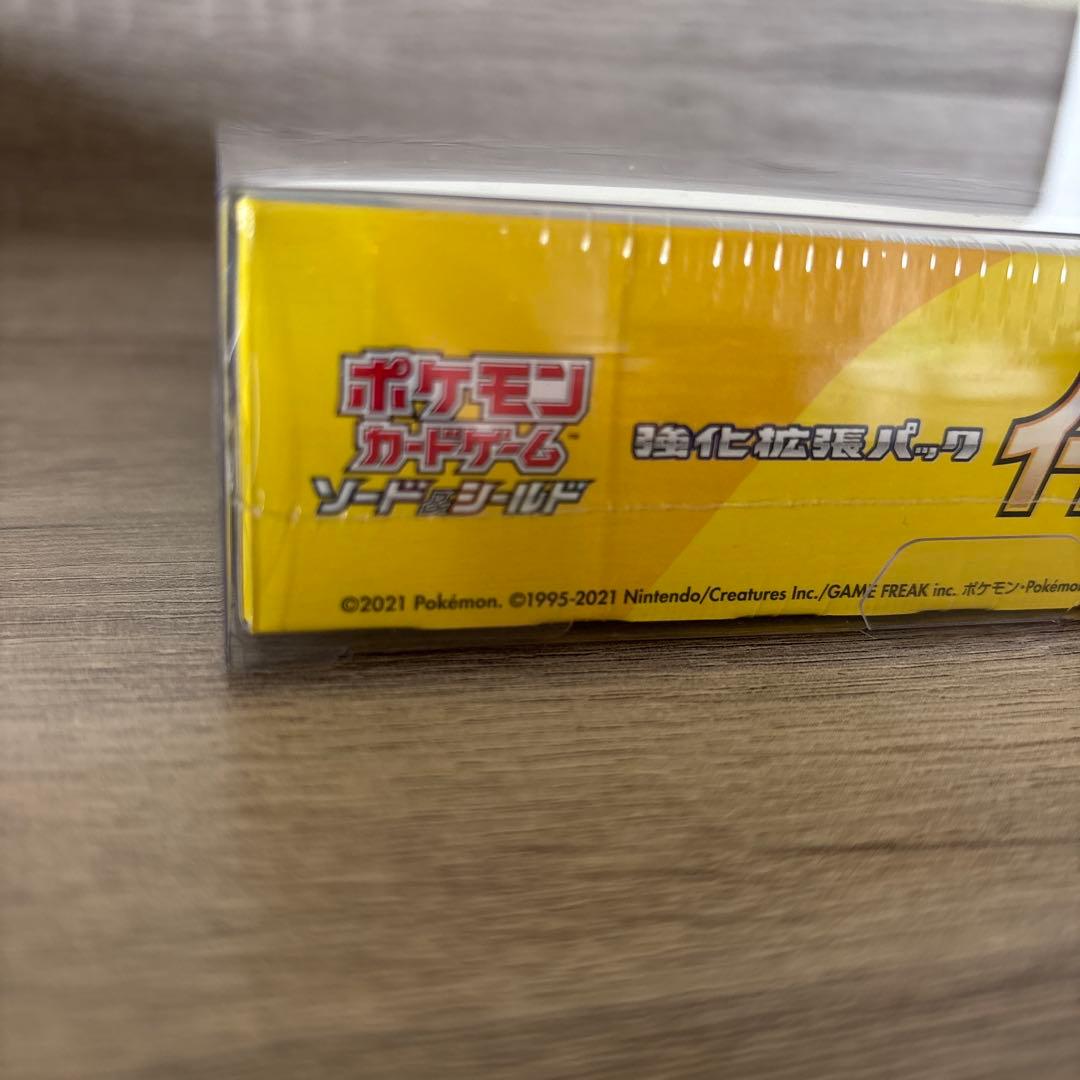 ポケモン
カードゲーム
ソード&シールド
強化拡張パック
©2021 Pokémon. ©1995-2021 Nintendo/Creatures Inc./GAME FREAK inc. ポケモン・Pokémon